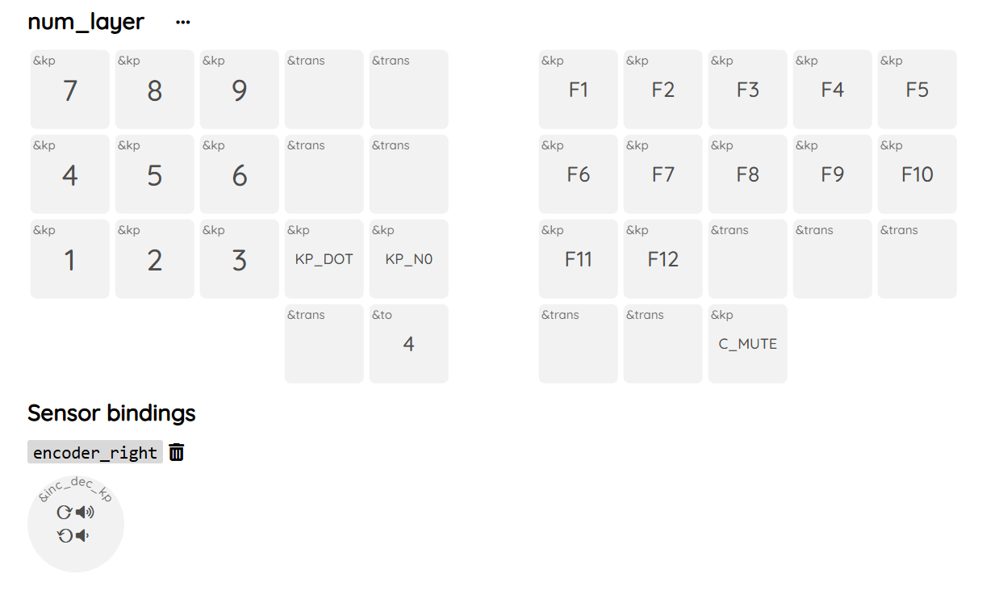 num_layer ...
&kp &kp &kp &trans &trans &kp &kp &kp &kp &kp
7 8 9 F1 F2 F3 F4 F5
&kp &kp &kp &trans &trans &kp &kp &kp &kp &kp
4 5 6 F6 F7 F8 F9 F10
&kp &kp &kp &kp &kp &kp &kp &trans &trans &trans
1 2 3 KP_DOT KP_N0 F11 F12
&trans &to &trans &trans &kp
4 C_MUTE
Sensor bindings
encoder_right
&inc_dec_kp